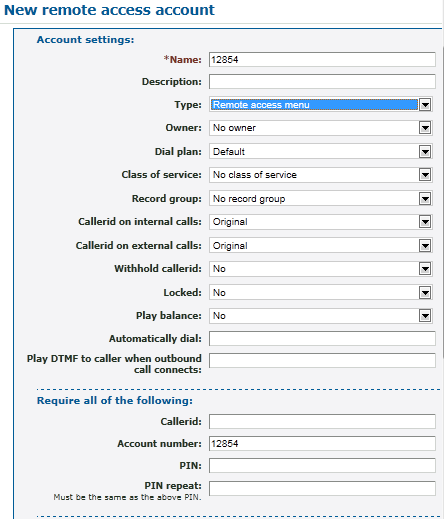 New remote access account
Account settings:
*Name: 12854
Description:
Type: Remote access menu
Owner: No owner
Dial plan: Default
Class of service: No class of service
Record group: No record group
Callerid on internal calls: Original
Callerid on external calls: Original
Withhold callerid: No
Locked: No
Play balance: No
Automatically dial:
Play DTMF to caller when outbound
call connects:
Require all of the following:
Callerid:
Account number: 12854
PIN:
PIN repeat:
Must be the same as the above PIN.